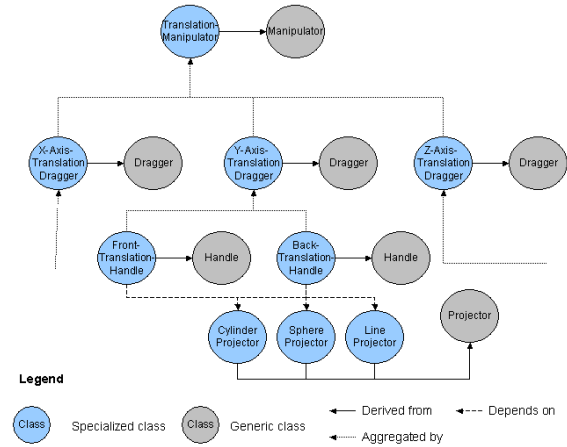 Translation-
Manipulator
Manipulator
X-Axis-
Translation
Dragger
Dragger
Y-Axis-
Translation
Dragger
Dragger
Z-Axis-
Translation
Dragger
Dragger
Front-
Translation-
Handle
Handle
Back-
Translation-
Handle
Handle
Cylinder
Projector
Sphere
Projector
Line
Projector
Projector
Legend
Class
Specialized class
Class
Generic class
Derived from
Depends on
Aggregated by